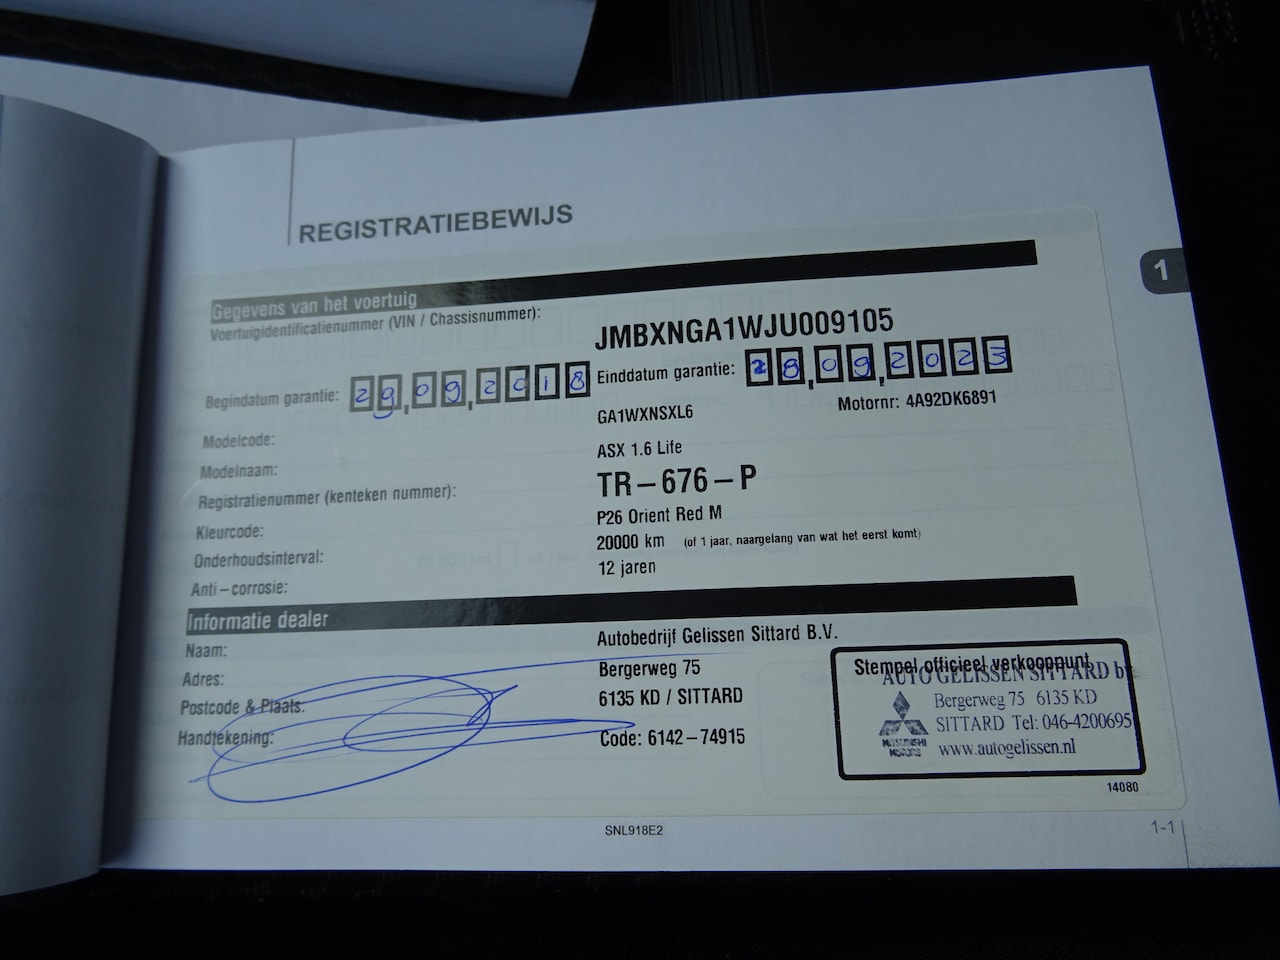 REGISTRATIEBEWIJS
1
Gegevens van het voertuig
Voertuigidentificatienummer (VIN / Chassisnummer): JMBXNGA1WJU009105
Begindatum garantie: 29,09,2018 Einddatum garantie: 28,09,2023
Modelcode: GA1WXNSXL6 Motornr: 4A92DK6891
Modelnaam: ASX 1.6 Life
Registratienummer (kenteken nummer): TR-676-P
Kleurcode: P26 Orient Red M
Onderhoudsinterval: 20000 km (of 1 jaar, naargelang van wat het eerst komt)
Anti-corrosie: 12 jaren
Informatie dealer
Naam: Autobedrijf Gelissen Sittard B.V.
Adres: Bergerweg 75
Postcode & Plaats: 6135 KD / SITTARD
Handtekening: Code: 6142-74915
Stempel officieel verkooppunt
AUTO GELISSEN SITTARD bv
Bergerweg 75 6135 KD
SITTARD Tel: 046-4200695
www.autogelissen.nl
MITSUBISHI
MOTORS
14080
SNL918E2
1-1